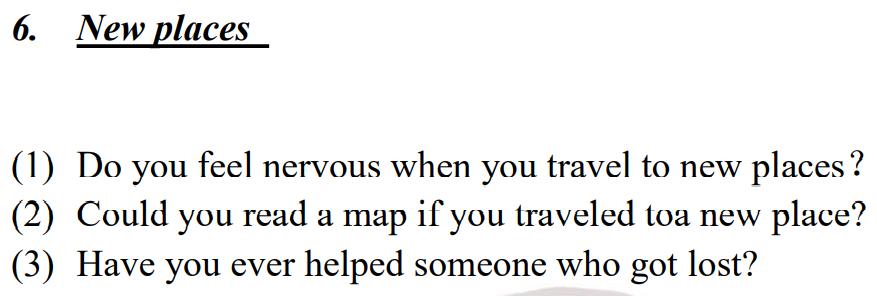 6. New places
(1) Do you feel nervous when you travel to new places?
(2) Could you read a map if you traveled toa new place?
(3) Have you ever helped someone who got lost?